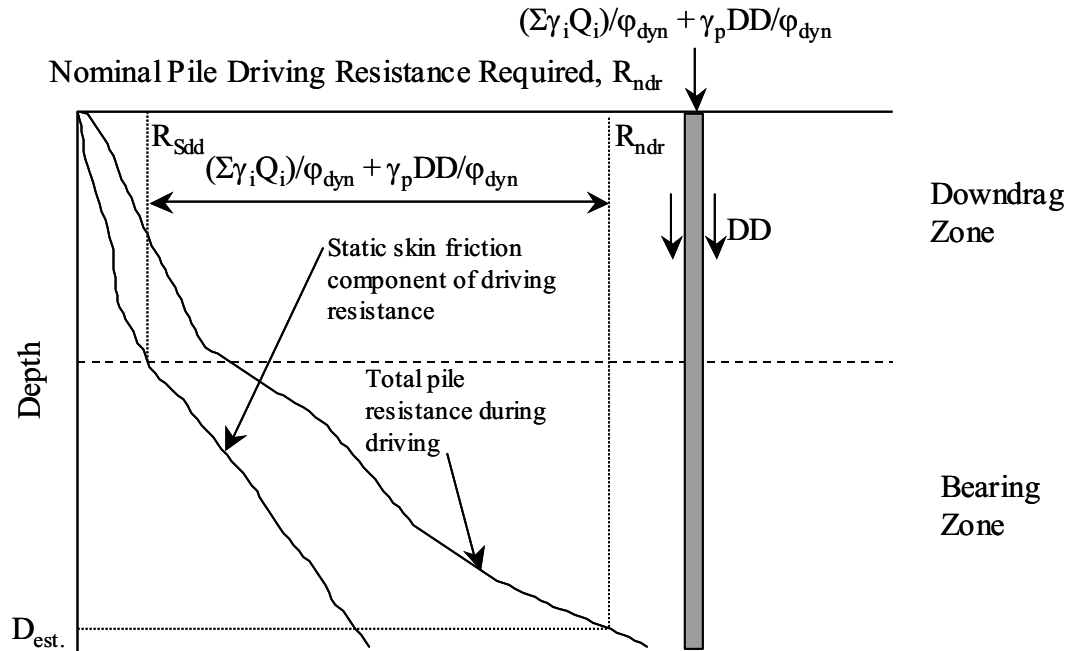 (Σγ_iQ_i)/φ_dyn + γ_pDD/φ_dyn
Nominal Pile Driving Resistance Required, R_ndr
R_Sdd
R_ndr
(Σγ_iQ_i)/φ_dyn + γ_pDD/φ_dyn
Downdrag
Zone
DD
Static skin friction
component of driving
resistance
Depth
Total pile
resistance during
driving
Bearing
Zone
D_est.